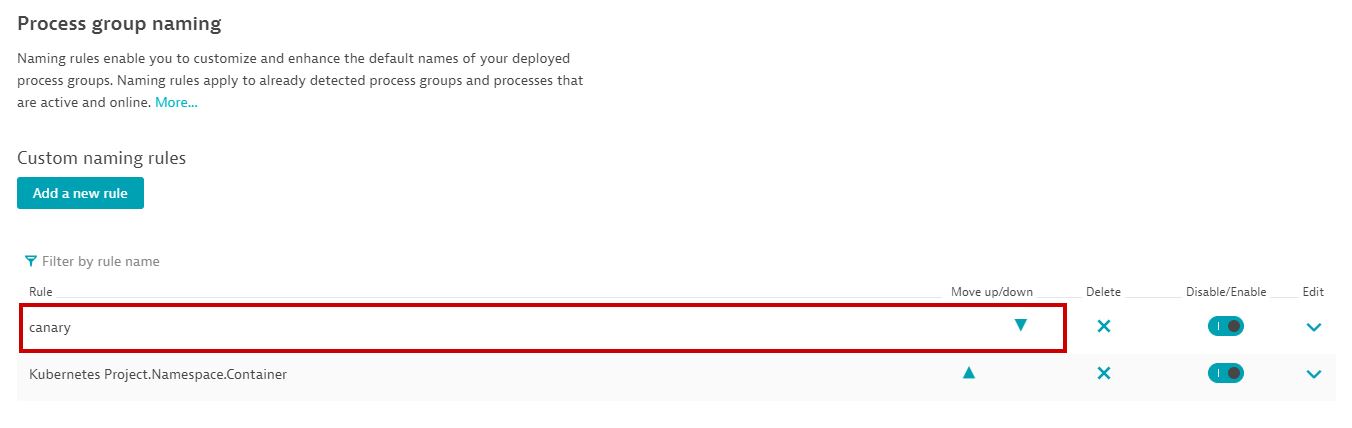 Process group naming
Naming rules enable you to customize and enhance the default names of your deployed
process groups. Naming rules apply to already detected process groups and processes that
are active and online. More...
Custom naming rules
Add a new rule
Filter by rule name
Rule Move up/down Delete Disable/Enable Edit
canary
Kubernetes Project.Namespace.Container